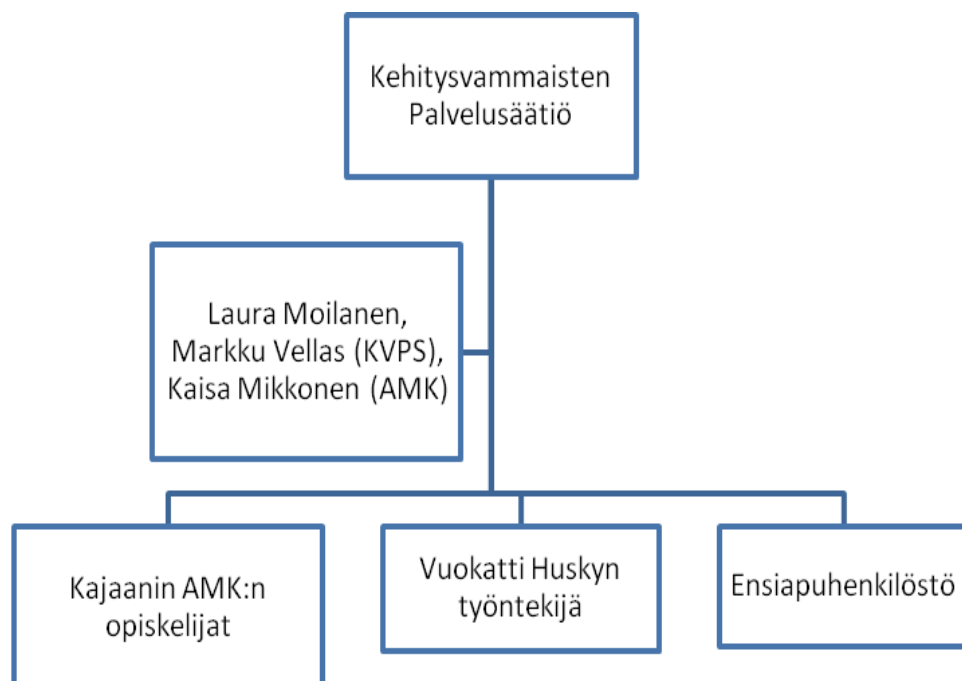 Kehitysvammaisten
Palvelusäätiö
Laura Moilanen,
Markku Vellas (KVPS),
Kaisa Mikkonen (AMK)
Kajaanin AMK:n
opiskelijat
Vuokatti Huskyn
työntekijä
Ensiapuhenkilöstö